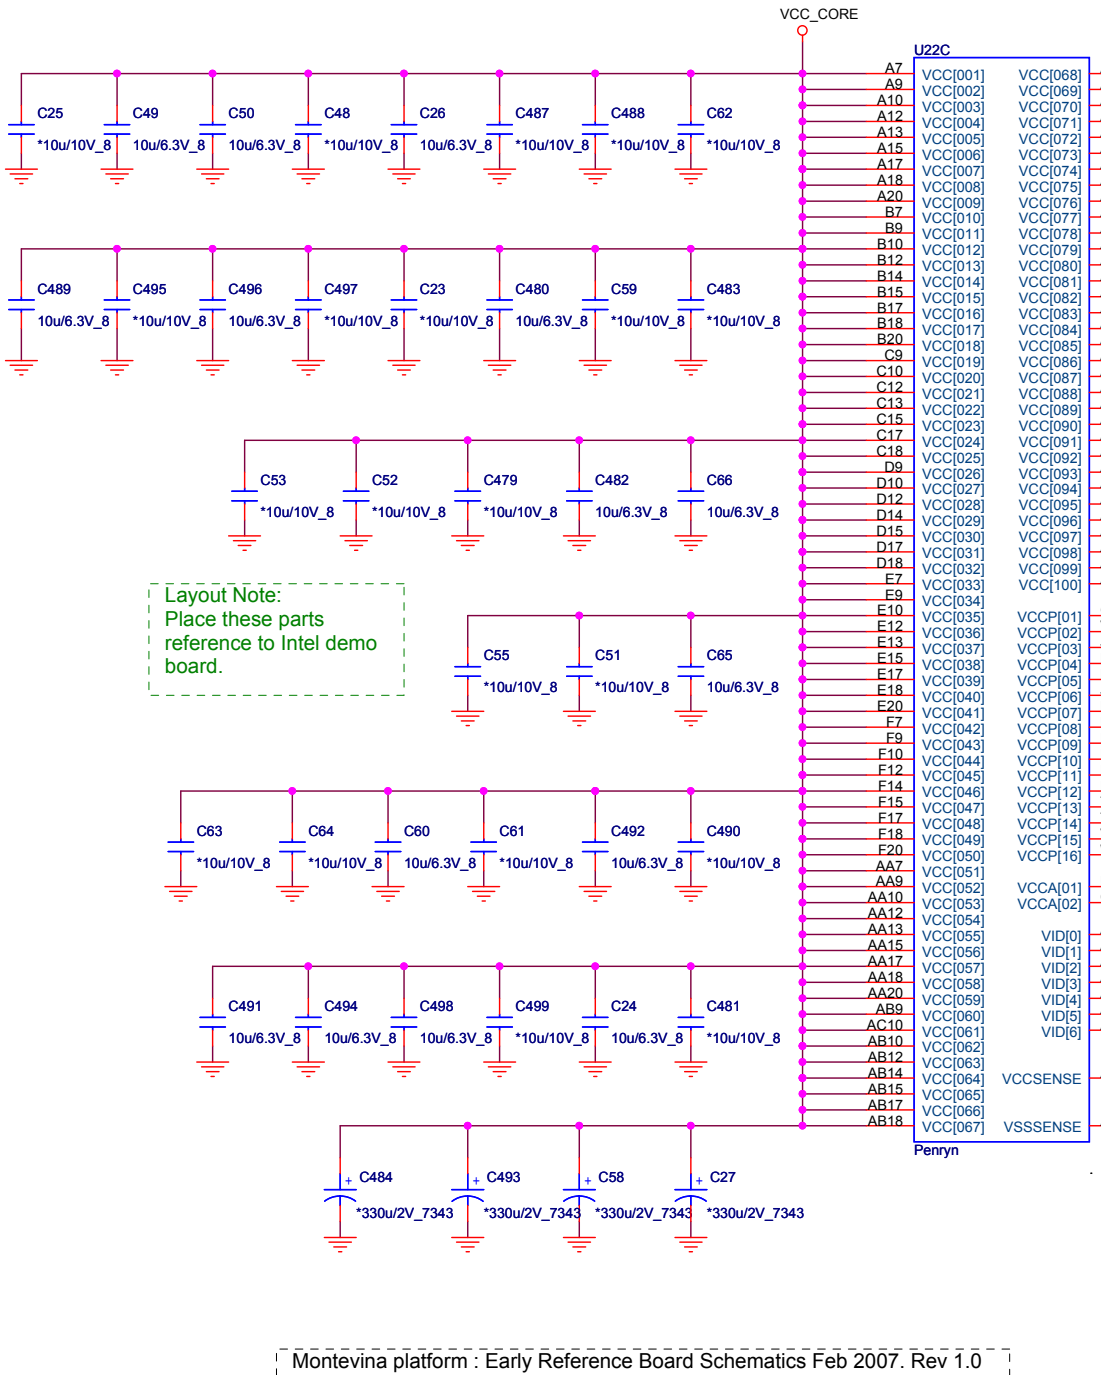 VCC_CORE
U22C
C25 C49 C50 C48 C26 C487 C488 C62
*10u/10V_8 10u/6.3V_8 10u/6.3V_8 *10u/10V_8 10u/6.3V_8 *10u/10V_8 *10u/10V_8 *10u/10V_8
C489 C495 C496 C497 C23 C480 C59 C483
10u/6.3V_8 *10u/10V_8 10u/6.3V_8 *10u/10V_8 *10u/10V_8 10u/6.3V_8 *10u/10V_8 *10u/10V_8
C53 C52 C479 C482 C66
*10u/10V_8 *10u/10V_8 *10u/10V_8 10u/6.3V_8 10u/6.3V_8
Layout Note:
Place these parts
reference to Intel demo
board.
C55 C51 C65
*10u/10V_8 *10u/10V_8 10u/6.3V_8
C63 C64 C60 C61 C492 C490
*10u/10V_8 *10u/10V_8 10u/6.3V_8 *10u/10V_8 10u/6.3V_8 *10u/10V_8
C491 C494 C498 C499 C24 C481
10u/6.3V_8 10u/6.3V_8 10u/6.3V_8 *10u/10V_8 10u/6.3V_8 *10u/10V_8
C484 C493 C58 C27
*330u/2V_7343 *330u/2V_7343 *330u/2V_7343 *330u/2V_7343
A7 VCC[001] VCC[068]
A9 VCC[002] VCC[069]
A10 VCC[003] VCC[070]
A12 VCC[004] VCC[071]
A13 VCC[005] VCC[072]
A15 VCC[006] VCC[073]
A17 VCC[007] VCC[074]
A18 VCC[008] VCC[075]
A20 VCC[009] VCC[076]
B7 VCC[010] VCC[077]
B9 VCC[011] VCC[078]
B10 VCC[012] VCC[079]
B12 VCC[013] VCC[080]
B14 VCC[014] VCC[081]
B15 VCC[015] VCC[082]
B17 VCC[016] VCC[083]
B18 VCC[017] VCC[084]
B20 VCC[018] VCC[085]
C9 VCC[019] VCC[086]
C10 VCC[020] VCC[087]
C12 VCC[021] VCC[088]
C13 VCC[022] VCC[089]
C15 VCC[023] VCC[090]
C17 VCC[024] VCC[091]
C18 VCC[025] VCC[092]
D9 VCC[026] VCC[093]
D10 VCC[027] VCC[094]
D12 VCC[028] VCC[095]
D14 VCC[029] VCC[096]
D15 VCC[030] VCC[097]
D17 VCC[031] VCC[098]
D18 VCC[032] VCC[099]
E7 VCC[033] VCC[100]
E9 VCC[034]
E10 VCC[035] VCCP[01]
E12 VCC[036] VCCP[02]
E13 VCC[037] VCCP[03]
E15 VCC[038] VCCP[04]
E17 VCC[039] VCCP[05]
E18 VCC[040] VCCP[06]
E20 VCC[041] VCCP[07]
F7 VCC[042] VCCP[08]
F9 VCC[043] VCCP[09]
F10 VCC[044] VCCP[10]
F12 VCC[045] VCCP[11]
F14 VCC[046] VCCP[12]
F15 VCC[047] VCCP[13]
F17 VCC[048] VCCP[14]
F18 VCC[049] VCCP[15]
F20 VCC[050] VCCP[16]
AA7 VCC[051]
AA9 VCC[052] VCCA[01]
AA10 VCC[053] VCCA[02]
AA12 VCC[054]
AA13 VCC[055] VID[0]
AA15 VCC[056] VID[1]
AA17 VCC[057] VID[2]
AA18 VCC[058] VID[3]
AA20 VCC[059] VID[4]
AB9 VCC[060] VID[5]
AC10 VCC[061] VID[6]
AB10 VCC[062]
AB12 VCC[063]
AB14 VCC[064] VCCSENSE
AB15 VCC[065]
AB17 VCC[066]
AB18 VCC[067] VSSSENSE
Penryn
.
Montevina platform : Early Reference Board Schematics Feb 2007. Rev 1.0